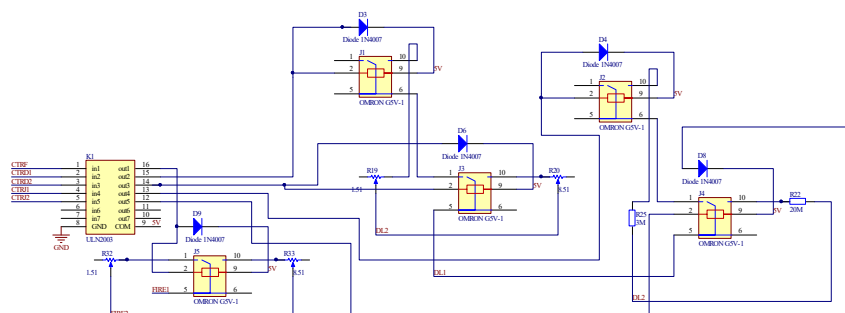 D3
Diode 1N4007
J1
1
10
2
9
5V
5
6
OMRON G5V-1
D4
Diode 1N4007
J2
1
10
2
9
5V
5
6
OMRON G5V-1
D6
Diode 1N4007
R19
1.51
J3
1
10
2
9
5V
5
6
OMRON G5V-1
R20
8.51
DL2
DL1
D8
Diode 1N4007
J4
1
10
2
9
5V
5
6
OMRON G5V-1
R22
20M
R25
3M
DL2
K1
CTRF 1 in1 out1 16
CTRD1 2 in2 out2 15
CTRD2 3 in3 out3 14
CTRJ1 4 in4 out4 13
CTRJ2 5 in5 out5 12
6 in6 out6 11
7 in7 out7 10
8 GND COM 9 5V
ULN2003
GND
D9
Diode 1N4007
R32
1.51
J5
1
10
2
9
5V
5
6
FIRE1
OMRON G5V-1
R33
8.51